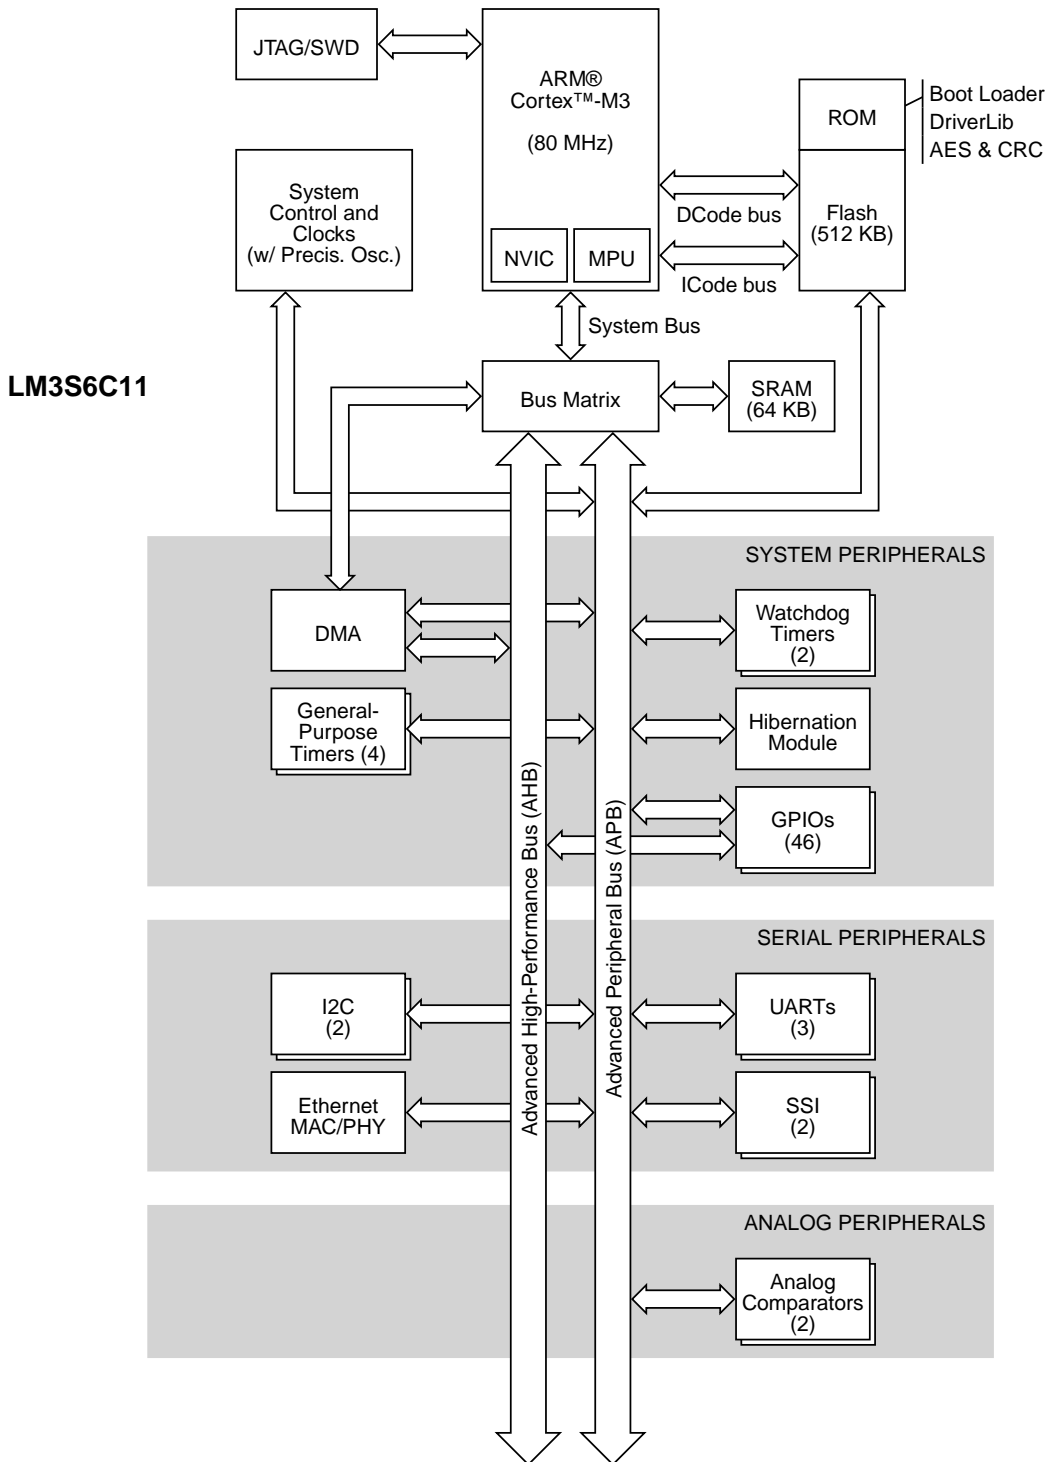 JTAG/SWD
ARM®
Cortex™-M3
(80 MHz)
NVIC
MPU
ROM
Boot Loader
DriverLib
AES & CRC
System
Control and
Clocks
(w/ Precis. Osc.)
DCode bus
Flash
(512 KB)
ICode bus
System Bus
LM3S6C11
Bus Matrix
SRAM
(64 KB)
SYSTEM PERIPHERALS
DMA
Watchdog
Timers
(2)
General-
Purpose
Timers (4)
Hibernation
Module
GPIOs
(46)
Advanced High-Performance Bus (AHB)
Advanced Peripheral Bus (APB)
SERIAL PERIPHERALS
I2C
(2)
UARTs
(3)
Ethernet
MAC/PHY
SSI
(2)
ANALOG PERIPHERALS
Analog
Comparators
(2)